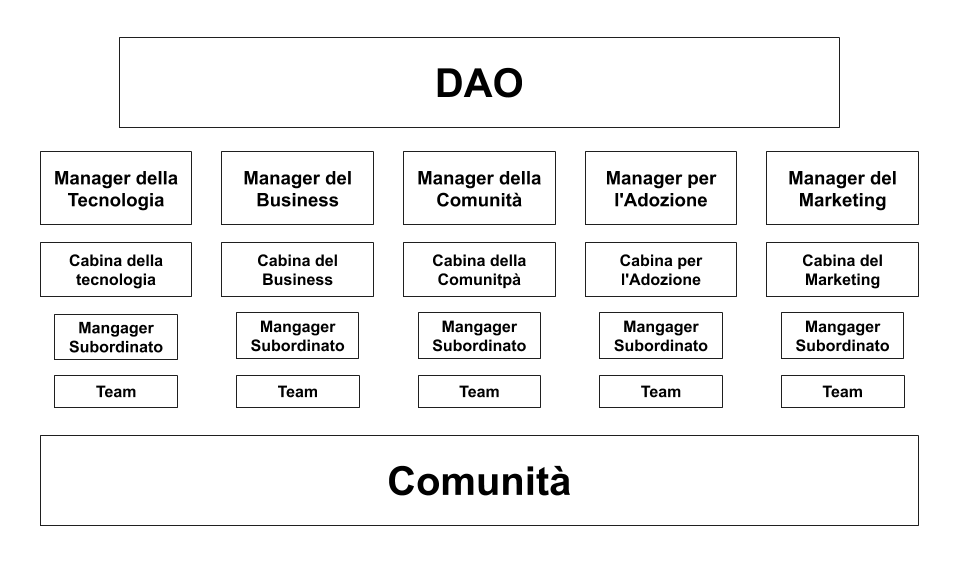 DAO
Manager della
Tecnologia
Manager del
Business
Manager della
Comunità
Manager per
l'Adozione
Manager del
Marketing
Cabina della
tecnologia
Cabina del
Business
Cabina della
Comunitpà
Cabina per
l'Adozione
Cabina del
Marketing
Mangager
Subordinato
Mangager
Subordinato
Mangager
Subordinato
Mangager
Subordinato
Mangager
Subordinato
Team
Team
Team
Team
Team
Comunità